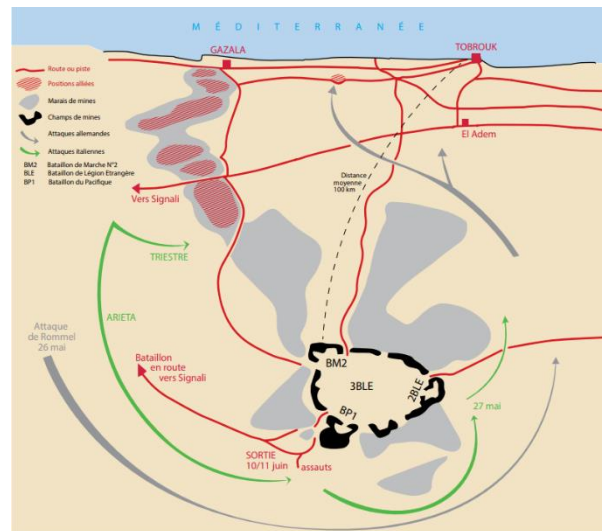 MÉDITERRANÉE
GAZALA
TOBROUK
Route ou piste
Positions alliées
Marais de mines
Champs de mines
Attaques allemandes
Attaques italiennes
BM2 Bataillon de Marche N°2
BLE Bataillon de Légion Etrangère
BP1 Bataillon du Pacifique
El Adem
Distance
moyenne
100 km
Vers Signali
TRIESTRE
ARIETA
Attaque
de Rommel
26 mai
Bataillon
en route
vers Signali
BM2
3BLE
2BLE
BP1
27 mai
SORTIE
10/11 juin
assauts